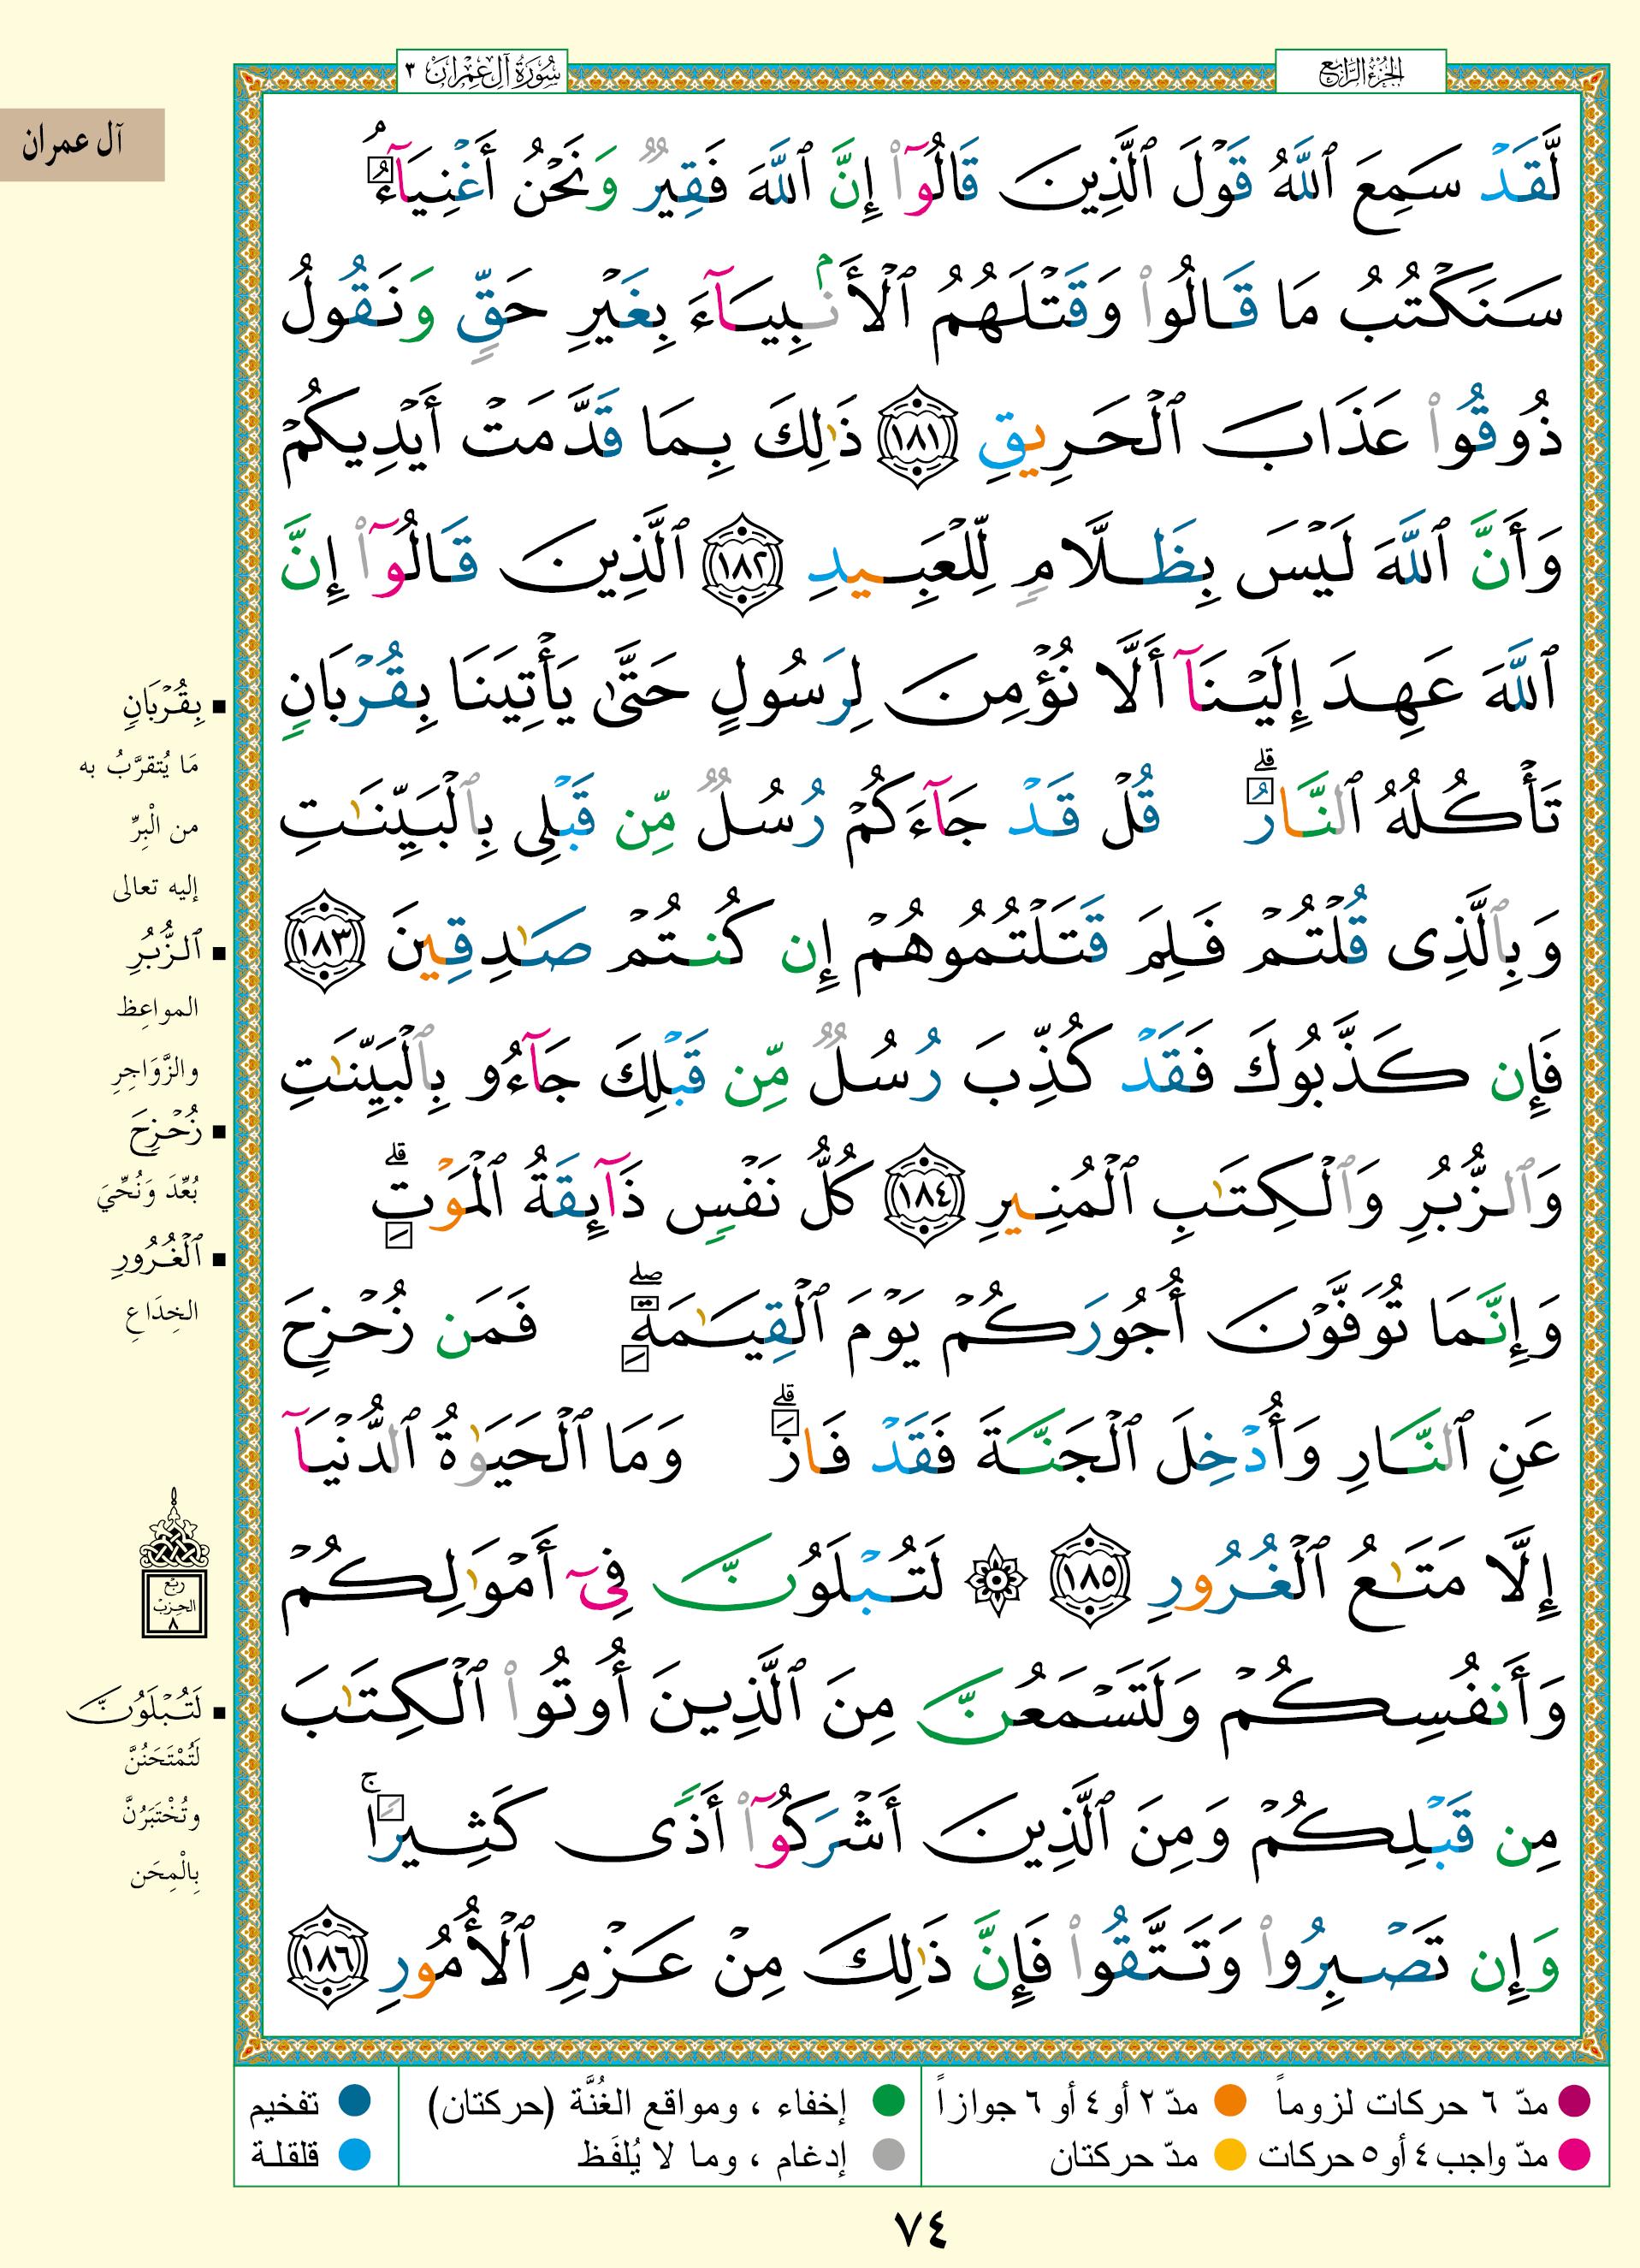 الجزء الرابع
سورة آل عمران ٣
آل عمران
لَّقَدْ سَمِعَ ٱللَّهُ قَوْلَ ٱلَّذِينَ قَالُوٓا۟ إِنَّ ٱللَّهَ فَقِيرٌ وَنَحْنُ أَغْنِيَآءُ ۘ
سَنَكْتُبُ مَا قَالُوا۟ وَقَتْلَهُمُ ٱلْأَنۢبِيَآءَ بِغَيْرِ حَقٍّ وَنَقُولُ
ذُوقُوا۟ عَذَابَ ٱلْحَرِيقِ ١٨١ ذَٰلِكَ بِمَا قَدَّمَتْ أَيْدِيكُمْ
وَأَنَّ ٱللَّهَ لَيْسَ بِظَلَّامٍ لِّلْعَبِيدِ ١٨٢ ٱلَّذِينَ قَالُوٓا۟ إِنَّ
ٱللَّهَ عَهِدَ إِلَيْنَآ أَلَّا نُؤْمِنَ لِرَسُولٍ حَتَّىٰ يَأْتِيَنَا بِقُرْبَانٍ
تَأْكُلُهُ ٱلنَّارُ ۗ قُلْ قَدْ جَآءَكُمْ رُسُلٌ مِّن قَبْلِى بِٱلْبَيِّنَـٰتِ
وَبِٱلَّذِى قُلْتُمْ فَلِمَ قَتَلْتُمُوهُمْ إِن كُنتُمْ صَـٰدِقِينَ ١٨٣
فَإِن كَذَّبُوكَ فَقَدْ كُذِّبَ رُسُلٌ مِّن قَبْلِكَ جَآءُو بِٱلْبَيِّنَـٰتِ
وَٱلزُّبُرِ وَٱلْكِتَـٰبِ ٱلْمُنِيرِ ١٨٤ كُلُّ نَفْسٍ ذَآئِقَةُ ٱلْمَوْتِ ۗ
وَإِنَّمَا تُوَفَّوْنَ أُجُورَكُمْ يَوْمَ ٱلْقِيَـٰمَةِ ۖ فَمَن زُحْزِحَ
عَنِ ٱلنَّارِ وَأُدْخِلَ ٱلْجَنَّةَ فَقَدْ فَازَ ۗ وَمَا ٱلْحَيَوٰةُ ٱلدُّنْيَآ
إِلَّا مَتَـٰعُ ٱلْغُرُورِ ١٨٥ ۞ لَتُبْلَوُنَّ فِىٓ أَمْوَٰلِكُمْ
وَأَنفُسِكُمْ وَلَتَسْمَعُنَّ مِنَ ٱلَّذِينَ أُوتُوا۟ ٱلْكِتَـٰبَ
مِن قَبْلِكُمْ وَمِنَ ٱلَّذِينَ أَشْرَكُوٓا۟ أَذًى كَثِيرًا ۚ
وَإِن تَصْبِرُوا۟ وَتَتَّقُوا۟ فَإِنَّ ذَٰلِكَ مِنْ عَزْمِ ٱلْأُمُورِ ١٨٦
بِقُرْبَانٍ
مَا يُتقرَّبُ به
من الْبِرِّ
إليه تعالى
ٱلزُّبُرِ
المواعِظ
والزَّوَاجِرِ
زُحْزِحَ
بُعِّدَ وَنُحِّيَ
ٱلْغُرُورِ
الخِدَاعِ
ربع
الحزب
٨
لَتُبْلَوُنَّ
لَتُمْتَحَنُنَّ
وتُخْتَبَرُنَّ
بِالْمِحَن
مدّ ٦ حركات لزوماً
مدّ ٢ أو ٤ أو ٦ جوازاً
إخفاء ، ومواقع الغُنَّة (حركتان)
تفخيم
مدّ واجب ٤ أو ٥ حركات
مدّ حركتان
إدغام ، وما لا يُلفَظ
قلقلة
٧٤